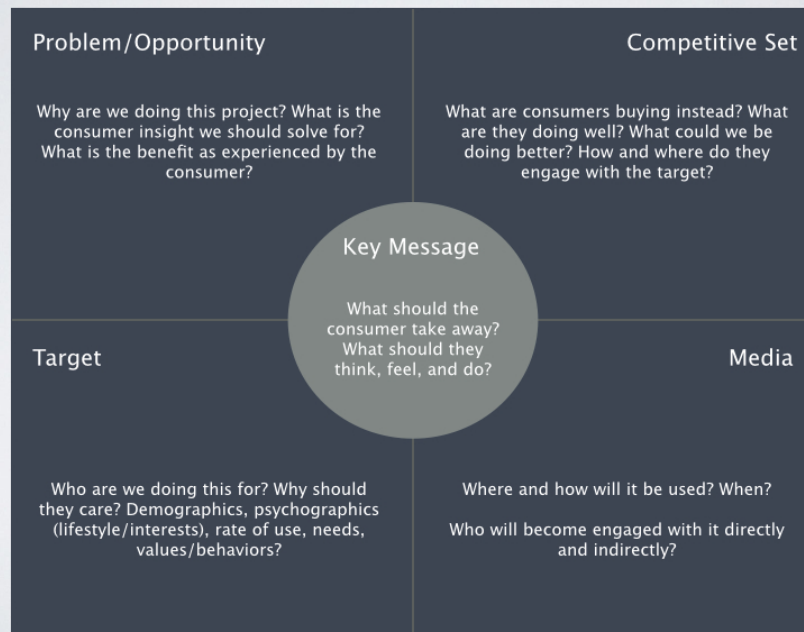 Problem/Opportunity
Why are we doing this project? What is the
consumer insight we should solve for?
What is the benefit as experienced by the
consumer?
Competitive Set
What are consumers buying instead? What
are they doing well? What could we be
doing better? How and where do they
engage with the target?
Key Message
What should the
consumer take away?
What should they
think, feel, and do?
Target
Who are we doing this for? Why should
they care? Demographics, psychographics
(lifestyle/interests), rate of use, needs,
values/behaviors?
Media
Where and how will it be used? When?
Who will become engaged with it directly
and indirectly?